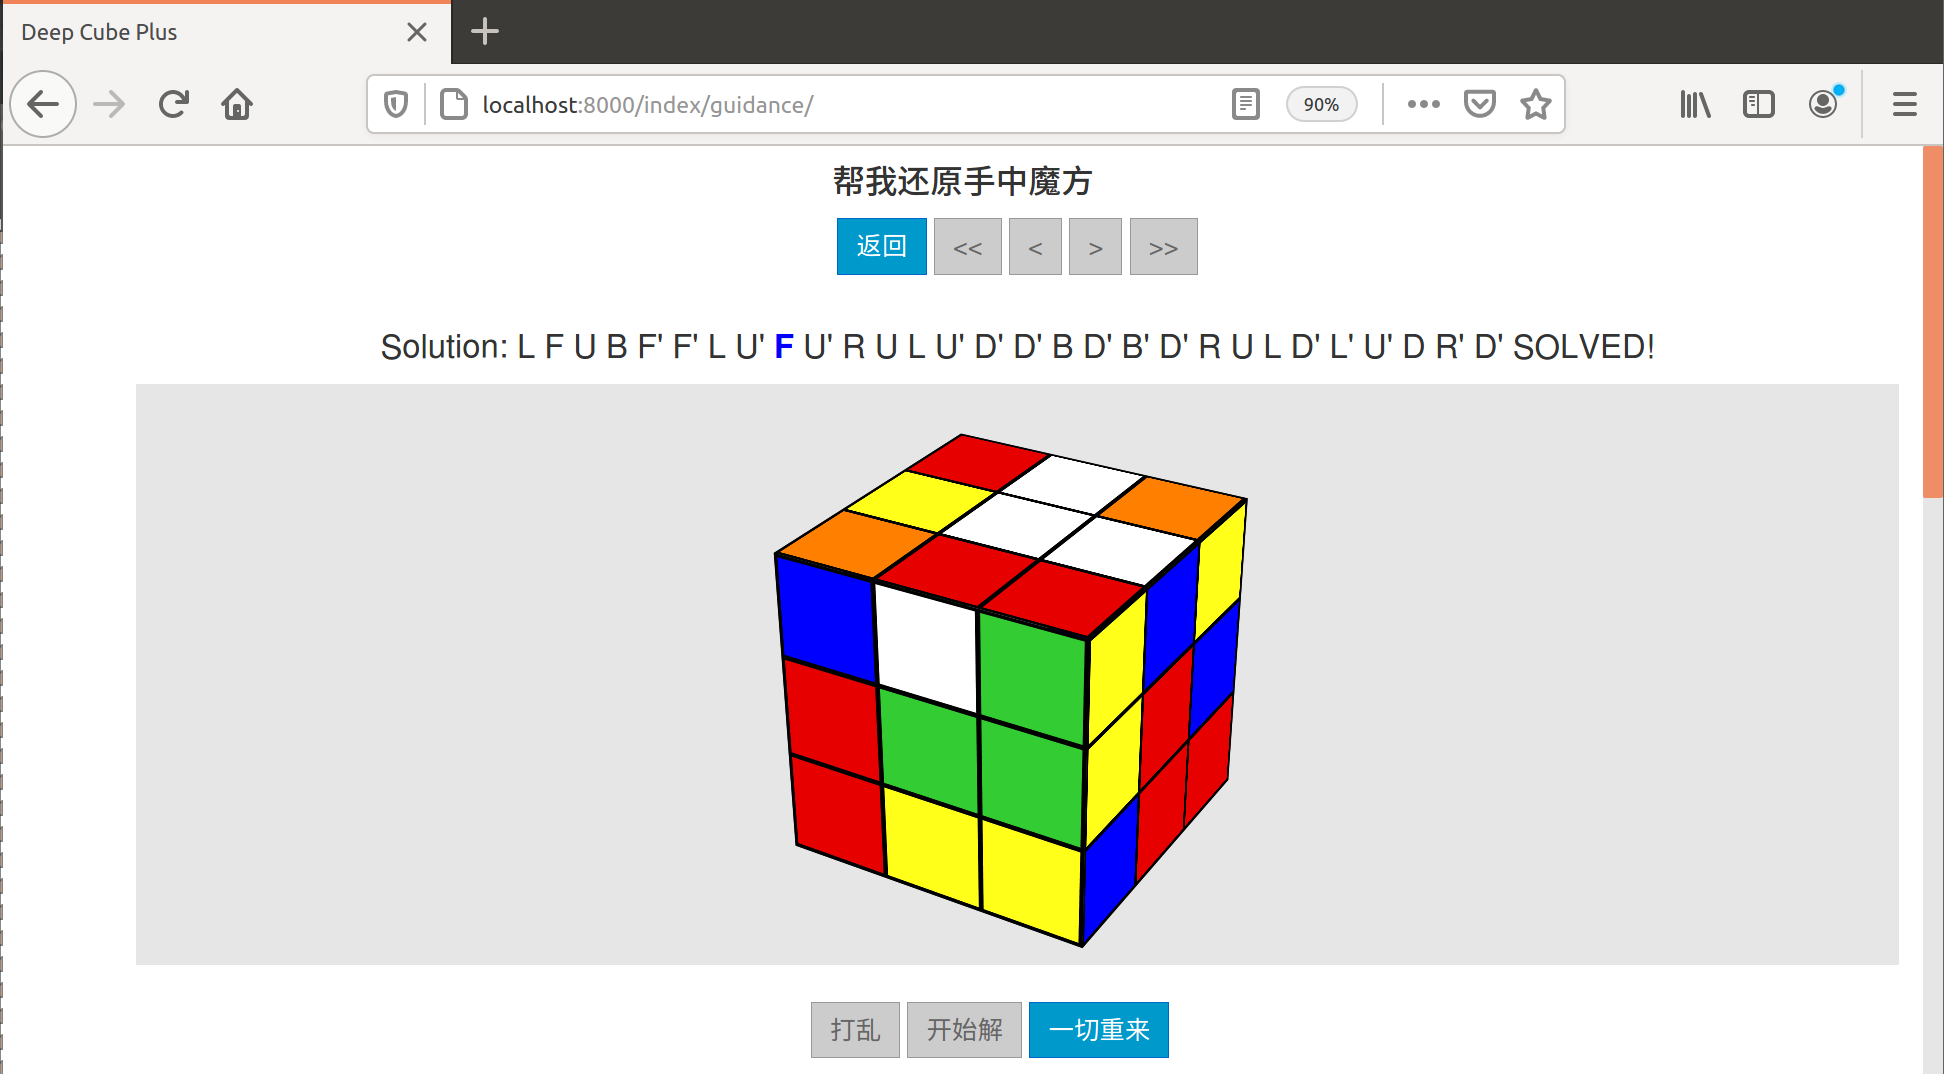 Deep Cube Plus
localhost:8000/index/guidance/ 90%
帮我还原手中魔方
返回 << < > >>
Solution: L F U B F' F' L U' F U' R U L U' D' D' B D' B' D' R U L D' L' U' D R' D' SOLVED!
打乱 开始解 一切重来